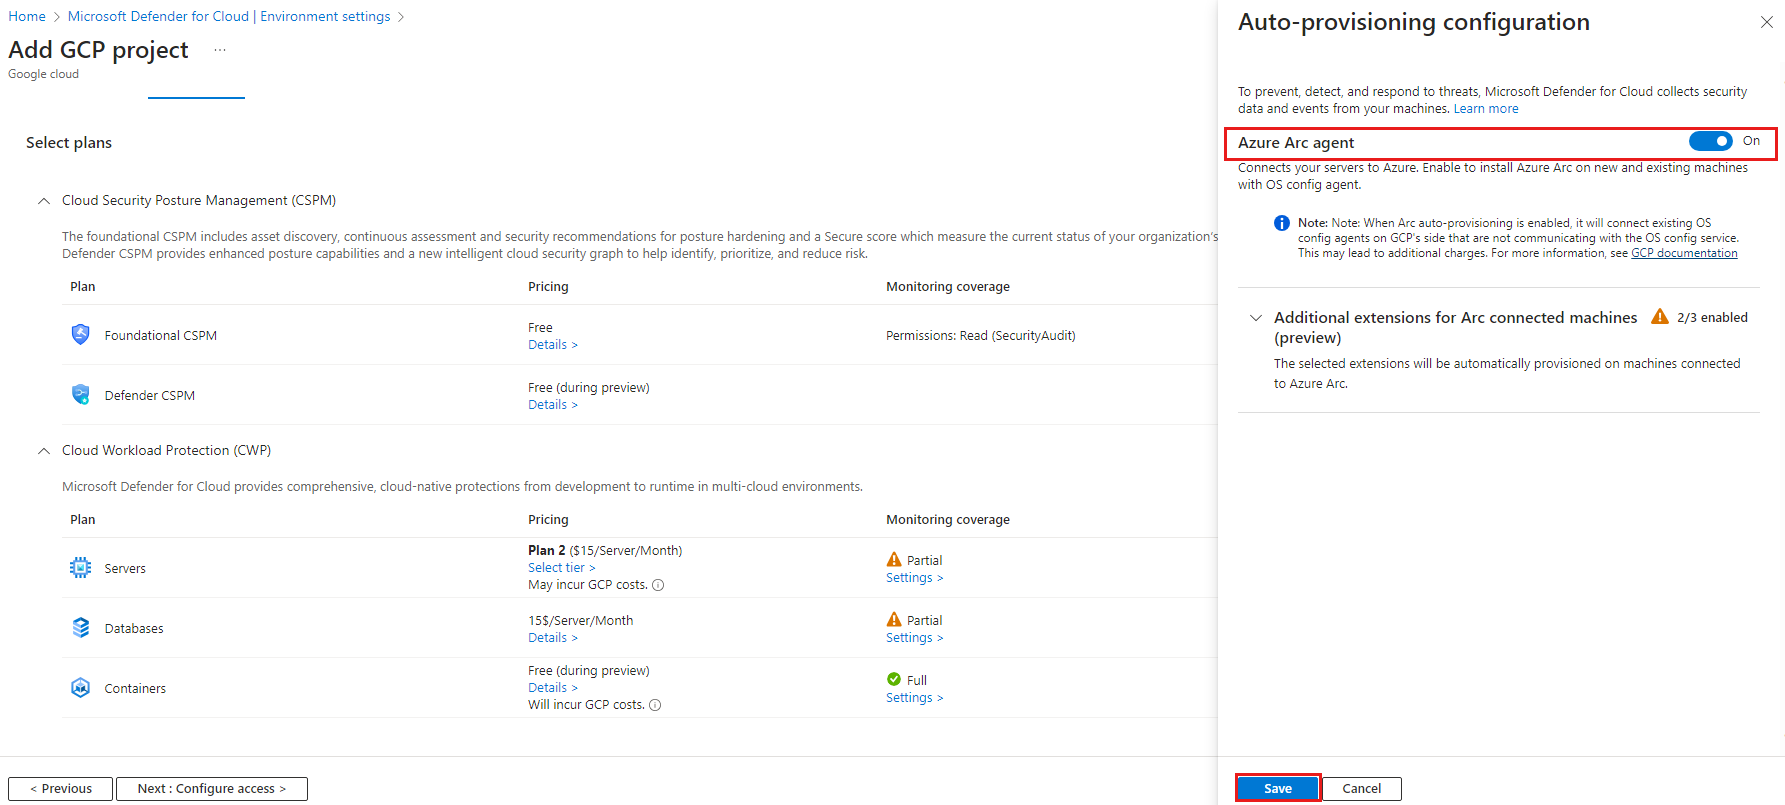 Home > Microsoft Defender for Cloud | Environment settings >
Add GCP project ...
Google cloud
Select plans
Cloud Security Posture Management (CSPM)
The foundational CSPM includes asset discovery, continuous assessment and security recommendations for posture hardening and a Secure score which measure the current status of your organization's
Defender CSPM provides enhanced posture capabilities and a new intelligent cloud security graph to help identify, prioritize, and reduce risk.
Plan Pricing Monitoring coverage
Foundational CSPM Free Permissions: Read (SecurityAudit)
Details >
Defender CSPM Free (during preview)
Details >
Cloud Workload Protection (CWP)
Microsoft Defender for Cloud provides comprehensive, cloud-native protections from development to runtime in multi-cloud environments.
Plan Pricing Monitoring coverage
Servers Plan 2 ($15/Server/Month) Partial
Select tier > Settings >
May incur GCP costs.
Databases 15$/Server/Month Partial
Details > Settings >
Containers Free (during preview) Full
Details > Settings >
Will incur GCP costs.
< Previous Next : Configure access >
Auto-provisioning configuration
To prevent, detect, and respond to threats, Microsoft Defender for Cloud collects security
data and events from your machines. Learn more
Azure Arc agent On
Connects your servers to Azure. Enable to install Azure Arc on new and existing machines
with OS config agent.
Note: Note: When Arc auto-provisioning is enabled, it will connect existing OS
config agents on GCP's side that are not communicating with the OS config service.
This may lead to additional charges. For more information, see GCP documentation
Additional extensions for Arc connected machines 2/3 enabled
(preview)
The selected extensions will be automatically provisioned on machines connected
to Azure Arc.
Save Cancel